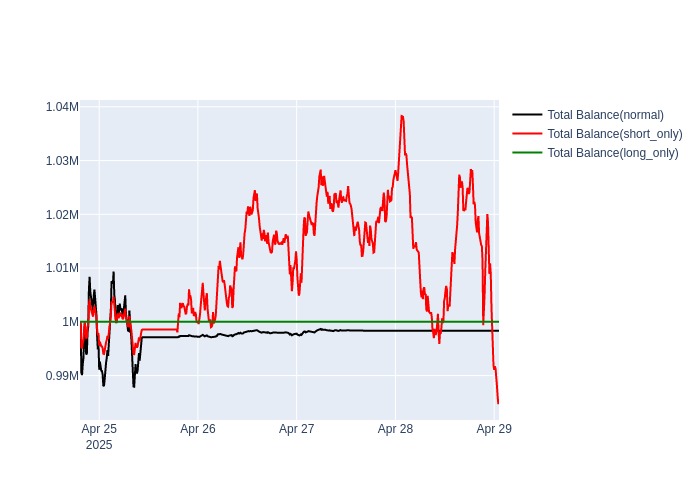 1.04M
1.03M
1.02M
1.01M
1M
0.99M
Apr 25
2025
Apr 26
Apr 27
Apr 28
Apr 29
Total Balance(normal)
Total Balance(short_only)
Total Balance(long_only)